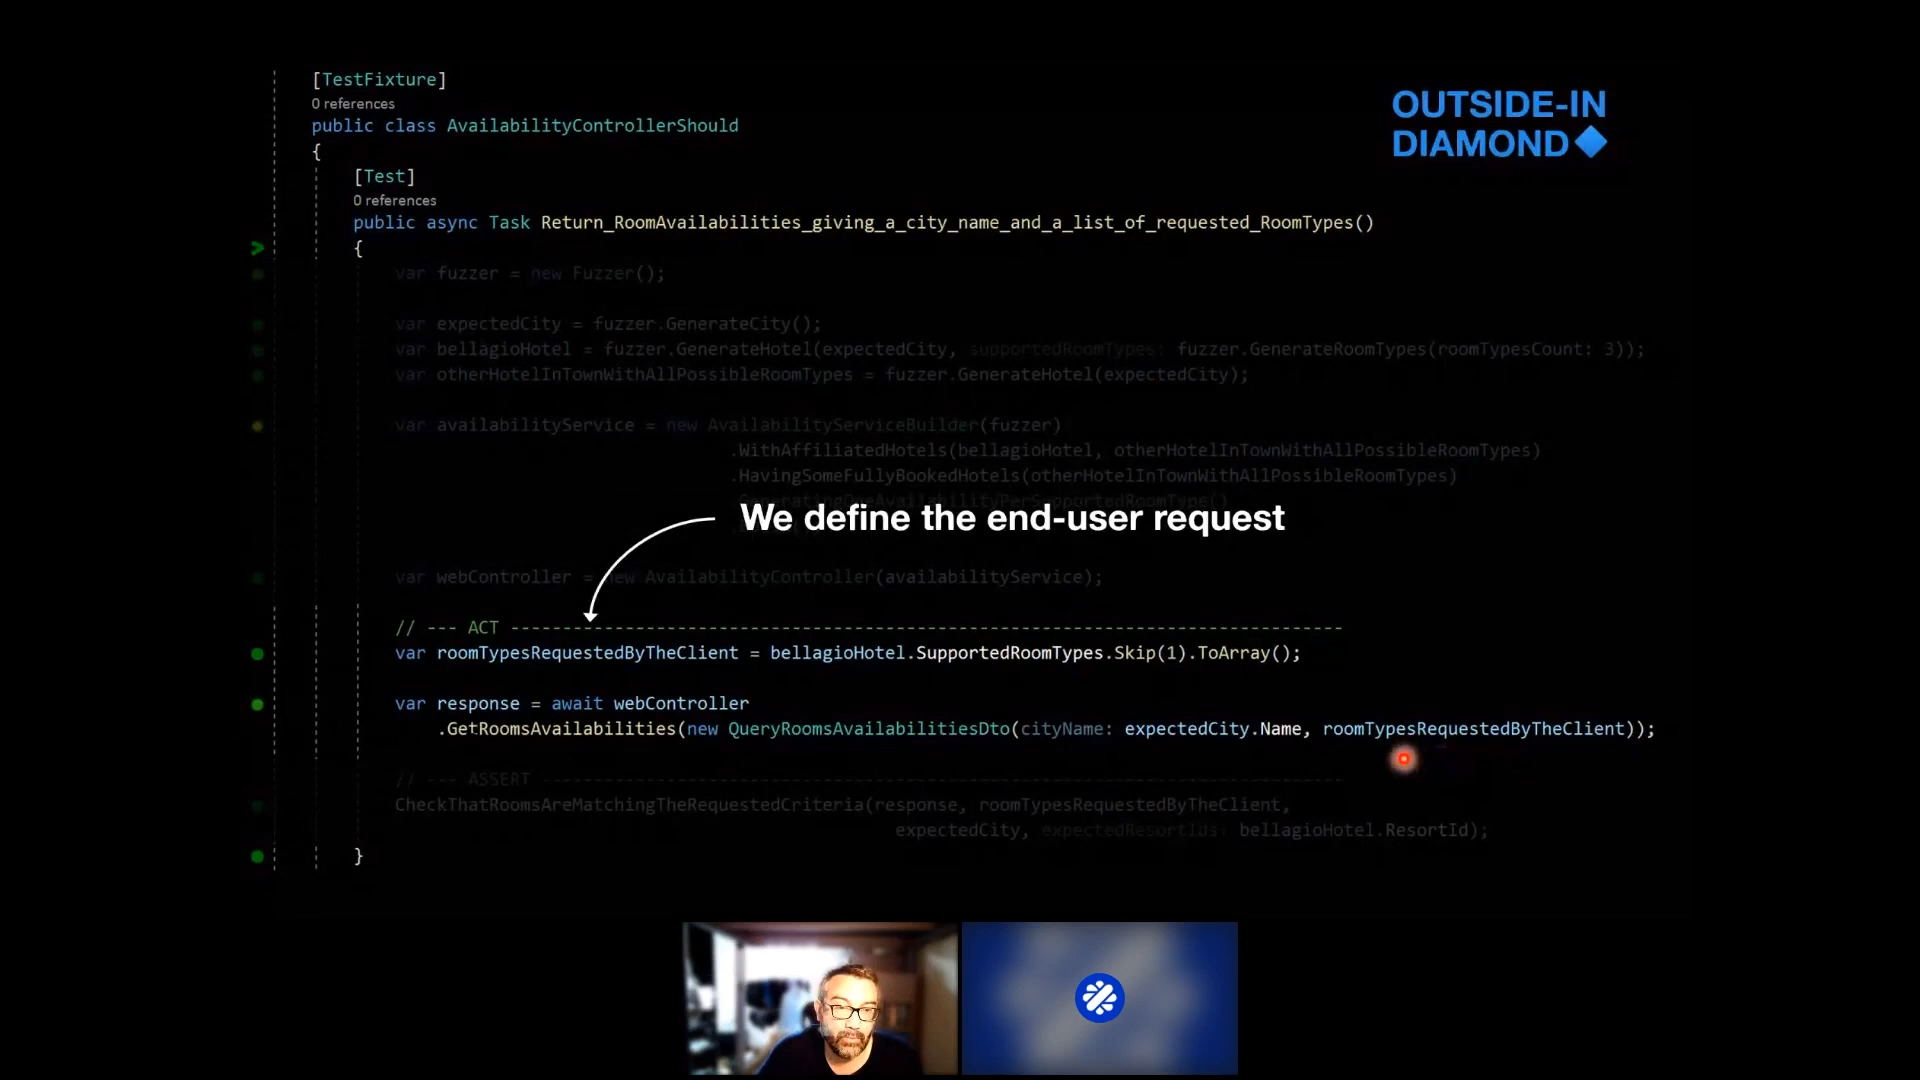 [TestFixture]
0 references
public class AvailabilityControllerShould
{
[Test]
0 references
public async Task Return_RoomAvailabilities_giving_a_city_name_and_a_list_of_requested_RoomTypes()
{
var fuzzer = new Fuzzer();
var expectedCity = fuzzer.GenerateCity();
var bellagioHotel = fuzzer.GenerateHotel(expectedCity, supportedRoomTypes: fuzzer.GenerateRoomTypes(roomTypesCount: 3));
var otherHotelInTownWithAllPossibleRoomTypes = fuzzer.GenerateHotel(expectedCity);
var availabilityService = new AvailabilityServiceBuilder(fuzzer)
.WithAffiliatedHotels(bellagioHotel, otherHotelInTownWithAllPossibleRoomTypes)
.HavingSomeFullyBookedHotels(otherHotelInTownWithAllPossibleRoomTypes)
.GeneratingOneAvailabilityPerSupportedRoomType()
We define the end-user request
var webController = new AvailabilityController(availabilityService);
// --- ACT --------------------------------------------------------------------------------
var roomTypesRequestedByTheClient = bellagioHotel.SupportedRoomTypes.Skip(1).ToArray();
var response = await webController
.GetRoomsAvailabilities(new QueryRoomsAvailabilitiesDto(cityName: expectedCity.Name, roomTypesRequestedByTheClient));
// --- ASSERT -----------------------------------------------------------------------------
CheckThatRoomsAreMatchingTheRequestedCriteria(response, roomTypesRequestedByTheClient,
expectedCity, expectedResortIds: bellagioHotel.ResortId);
}
OUTSIDE-IN
DIAMOND